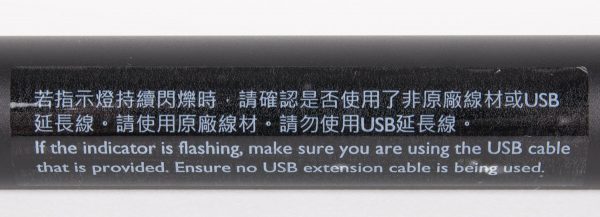 若指示燈持續閃爍時，請確認是否使用了非原廠線材或USB
延長線。請使用原廠線材。請勿使用USB延長線。
If the indicator is flashing, make sure you are using the USB cable
that is provided. Ensure no USB extension cable is being used.